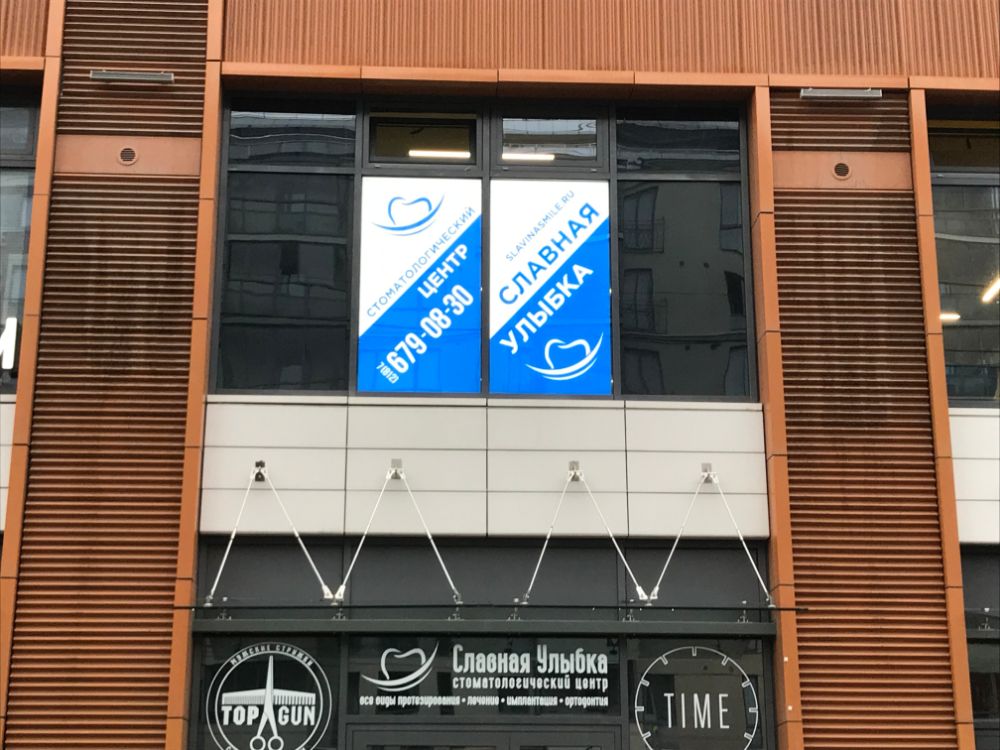 СТОМАТОЛОГИЧЕСКИЙ
ЦЕНТР
7(812) 679-08-30
SLAVINASMILE.RU
СЛАВНАЯ
УЛЫБКА
И
МУЖСКИЕ СТРИЖКИ
TOP GUN
Славная Улыбка
стоматологический центр
все виды протезирования • лечение • имплантация • ортодонтия
TIME